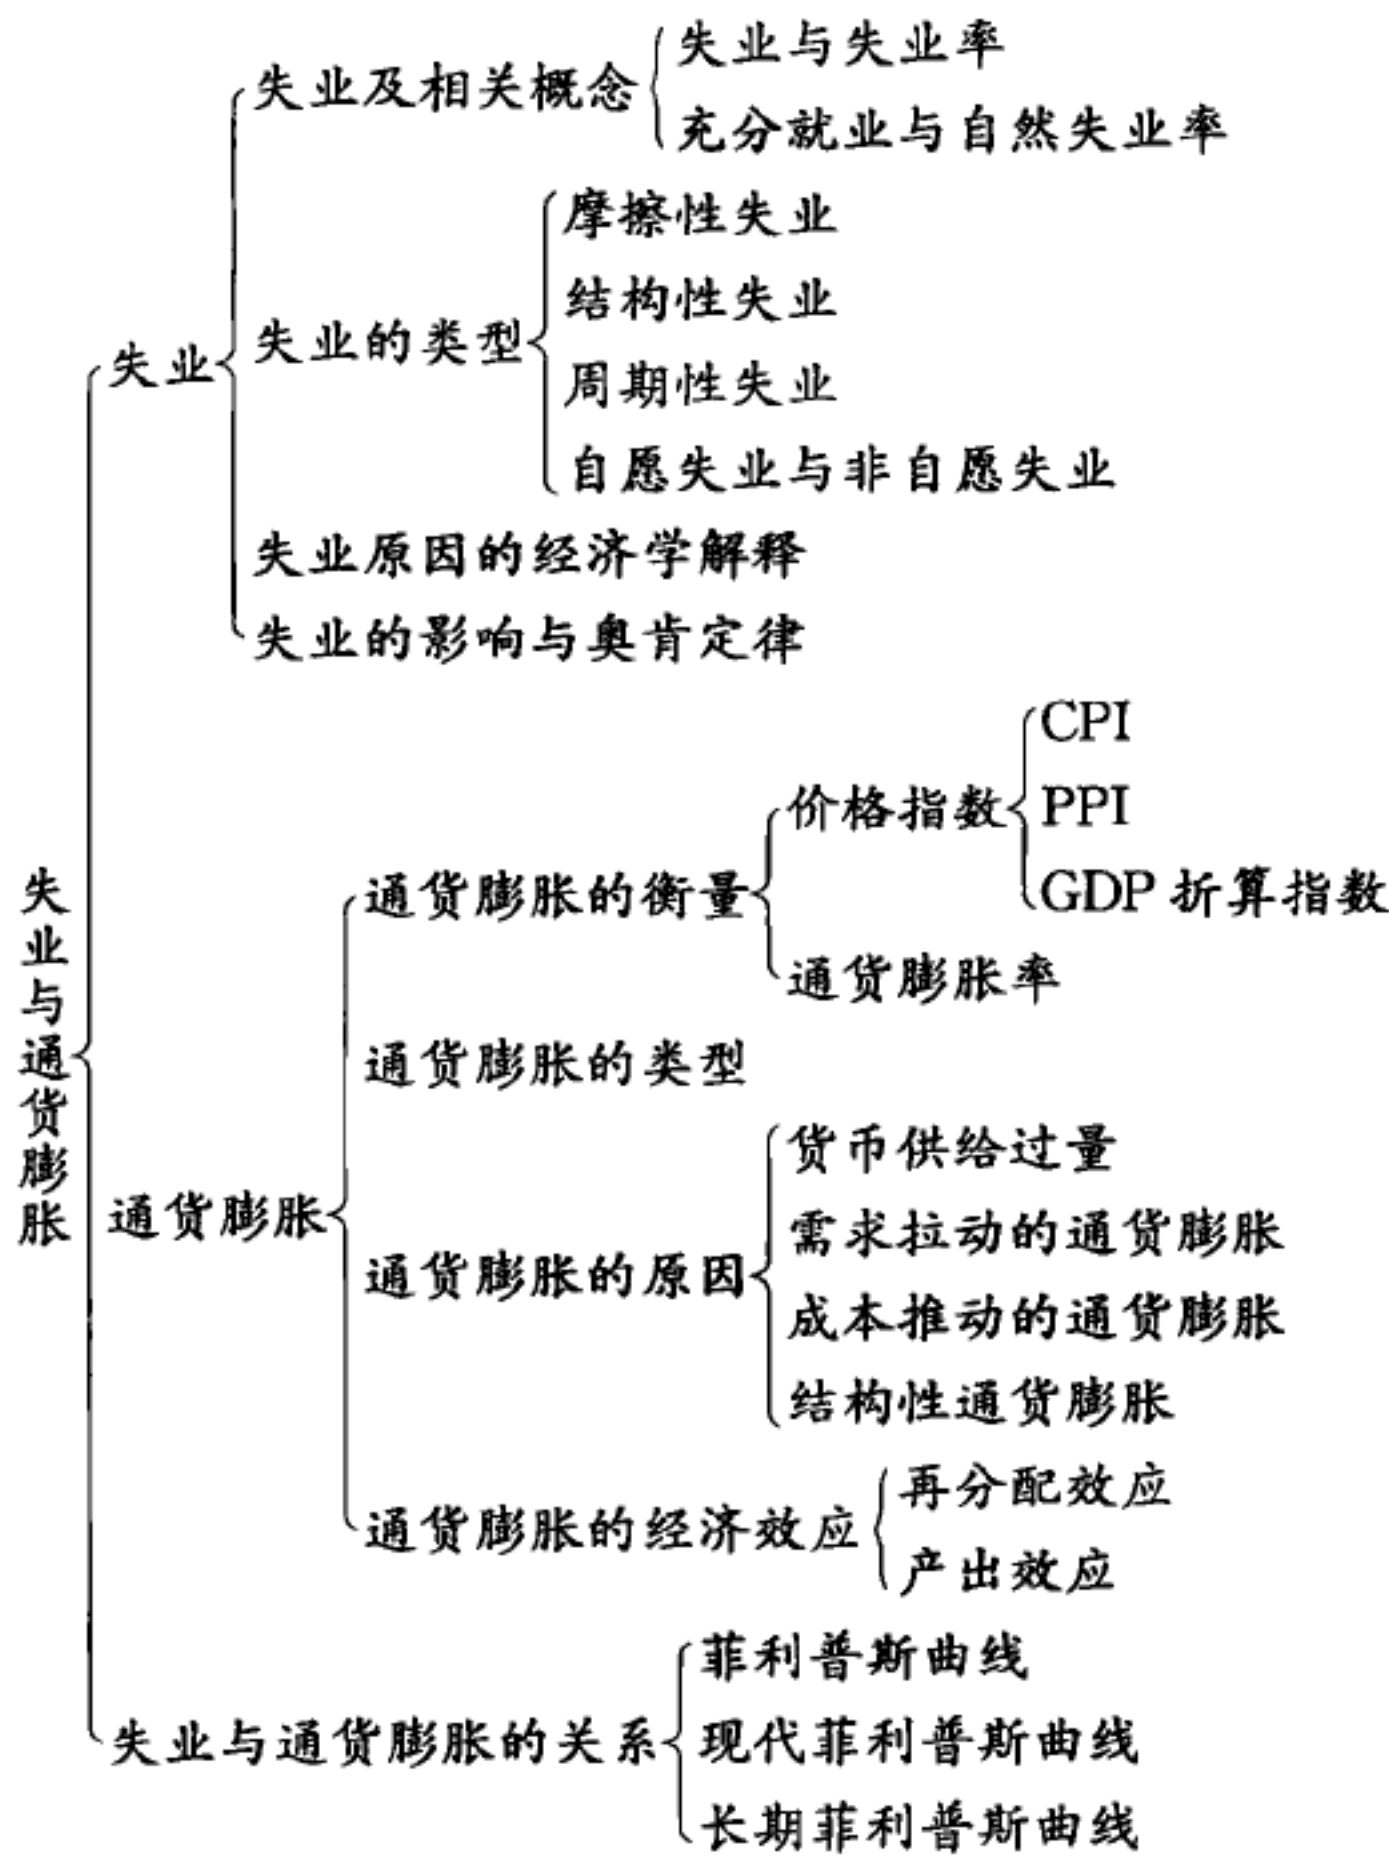 失业与通货膨胀
失业
失业及相关概念
失业与失业率
充分就业与自然失业率
失业的类型
摩擦性失业
结构性失业
周期性失业
自愿失业与非自愿失业
失业原因的经济学解释
失业的影响与奥肯定律
通货膨胀
通货膨胀的衡量
价格指数
CPI
PPI
GDP 折算指数
通货膨胀率
通货膨胀的类型
通货膨胀的原因
货币供给过量
需求拉动的通货膨胀
成本推动的通货膨胀
结构性通货膨胀
通货膨胀的经济效应
再分配效应
产出效应
失业与通货膨胀的关系
菲利普斯曲线
现代菲利普斯曲线
长期菲利普斯曲线